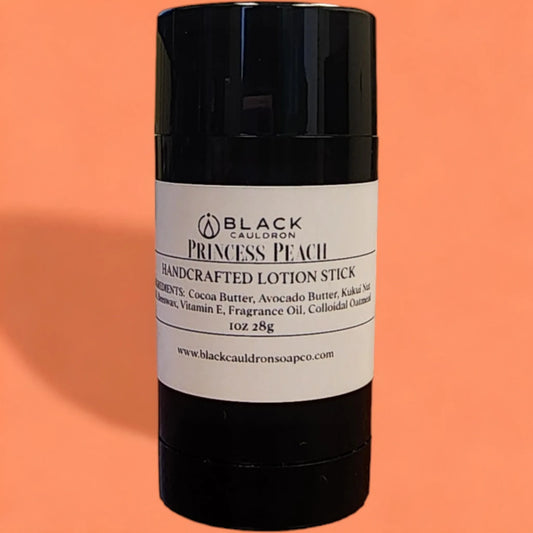 BLACK
CAULDRON
PRINCESS PEACH
HANDCRAFTED LOTION STICK
REDIENTS: Cocoa Butter, Avocado Butter, Kukui Nut
Beeswax, Vitamin E, Fragrance Oil, Colloidal Oatmeal
1OZ 28g
www.blackcauldronsoapco.com